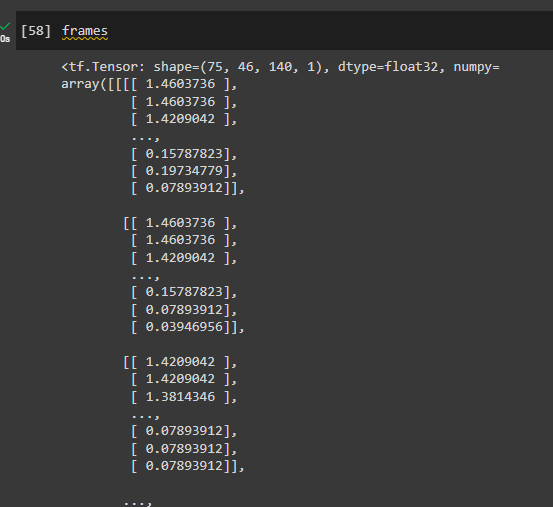 [58] frames
0s
<tf.Tensor: shape=(75, 46, 140, 1), dtype=float32, numpy=
array([[[[ 1.4603736 ],
[ 1.4603736 ],
[ 1.4209042 ],
...,
[ 0.15787823],
[ 0.19734779],
[ 0.07893912]],
[[ 1.4603736 ],
[ 1.4603736 ],
[ 1.4209042 ],
...,
[ 0.15787823],
[ 0.07893912],
[ 0.03946956]],
[[ 1.4209042 ],
[ 1.4209042 ],
[ 1.3814346 ],
...,
[ 0.07893912],
[ 0.07893912],
[ 0.07893912]],
...,